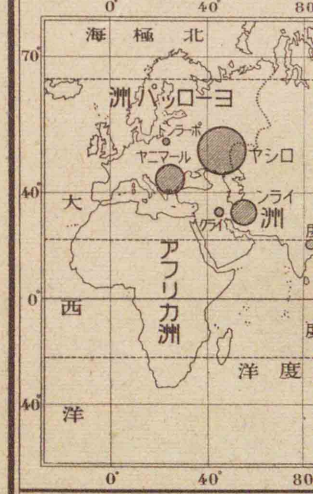 0° 40° 80
海極北
70°
洲パッローヨ
ンラーポ
ヤシロ
ヤニマール
40°
ンライ
洲
クライ
大
西
洋
アフリカ洲
0°
洋度
40°
0° 40° 80